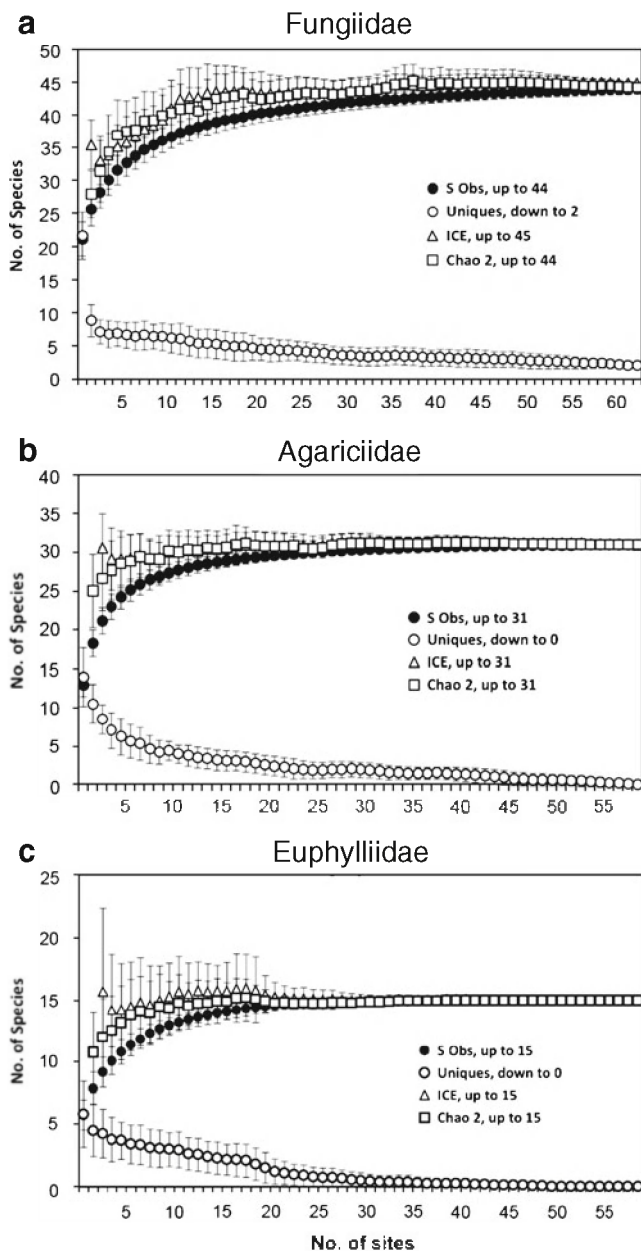 a Fungiidae
50
45
40
35
30
25
20
15
10
5
0
No. of Species
S Obs, up to 44
Uniques, down to 2
ICE, up to 45
Chao 2, up to 44
5 10 15 20 25 30 35 40 45 50 55 60
b Agariciidae
40
35
30
25
20
15
10
5
0
No. of Species
S Obs, up to 31
Uniques, down to 0
ICE, up to 31
Chao 2, up to 31
5 10 15 20 25 30 35 40 45 50 55
c Euphylliidae
25
20
15
10
5
0
No. of Species
S Obs, up to 15
Uniques, down to 0
ICE, up to 15
Chao 2, up to 15
5 10 15 20 25 30 35 40 45 50 55
No. of sites